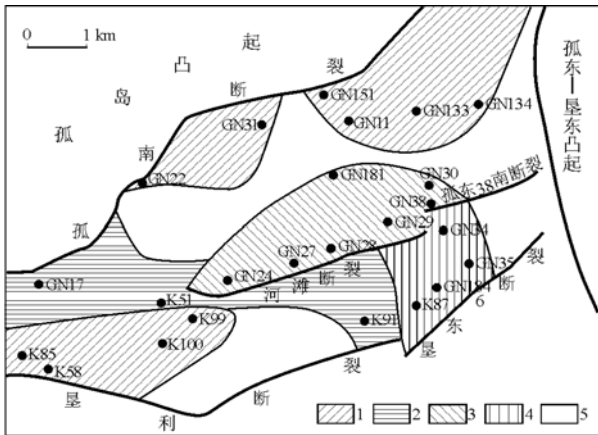 0 1 km
孤岛凸起
孤南断裂
孤东—垦东凸起
GN151
GN134
GN133
GN11
GN31
GN22
GN181
GN30
GN38
孤东38南断裂
GN29
GN34
GN28
GN27
GN35
GN24
河滩断裂
GN184
GN17
K51
K87
垦东6断裂
K99
K91
K85
K100
K58
垦利断裂
1 2 3 4 5